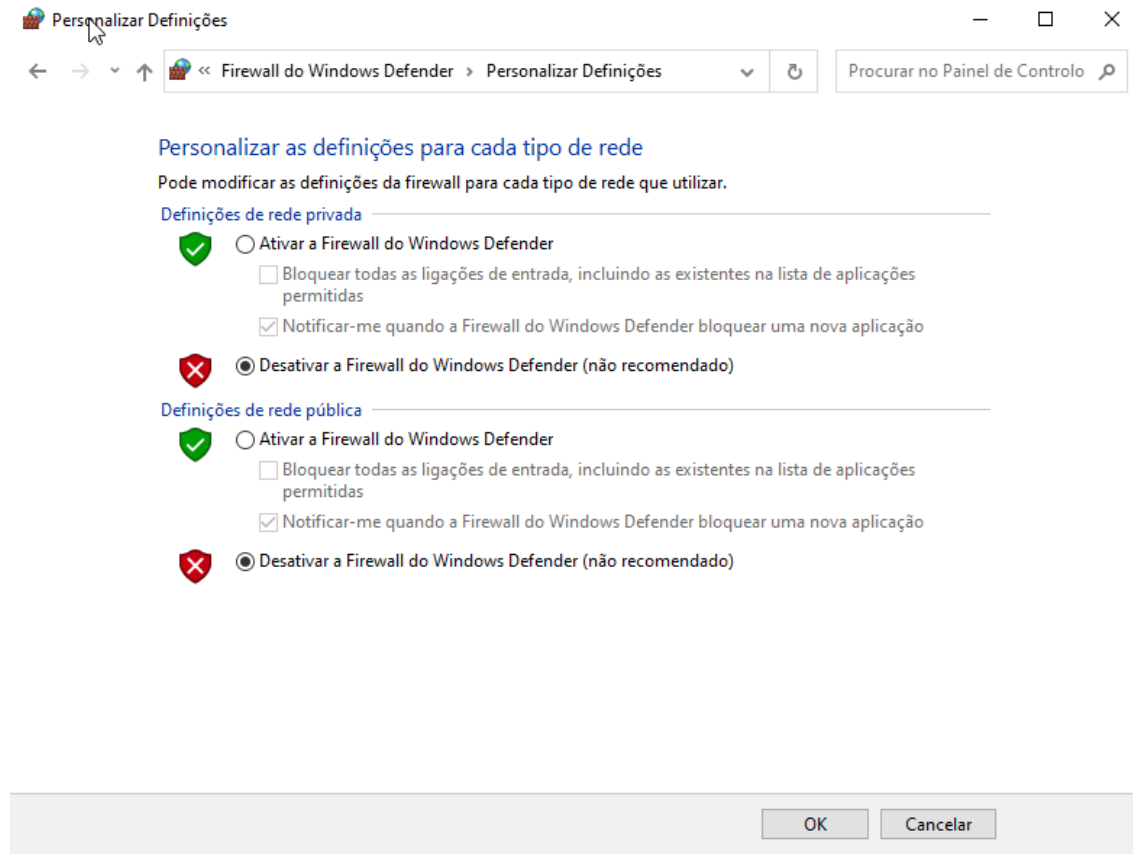 Personalizar Definições
« Firewall do Windows Defender › Personalizar Definições
Procurar no Painel de Controlo
Personalizar as definições para cada tipo de rede
Pode modificar as definições da firewall para cada tipo de rede que utilizar.
Definições de rede privada
Ativar a Firewall do Windows Defender
Bloquear todas as ligações de entrada, incluindo as existentes na lista de aplicações
permitidas
Notificar-me quando a Firewall do Windows Defender bloquear uma nova aplicação
Desativar a Firewall do Windows Defender (não recomendado)
Definições de rede pública
Ativar a Firewall do Windows Defender
Bloquear todas as ligações de entrada, incluindo as existentes na lista de aplicações
permitidas
Notificar-me quando a Firewall do Windows Defender bloquear uma nova aplicação
Desativar a Firewall do Windows Defender (não recomendado)
OK
Cancelar